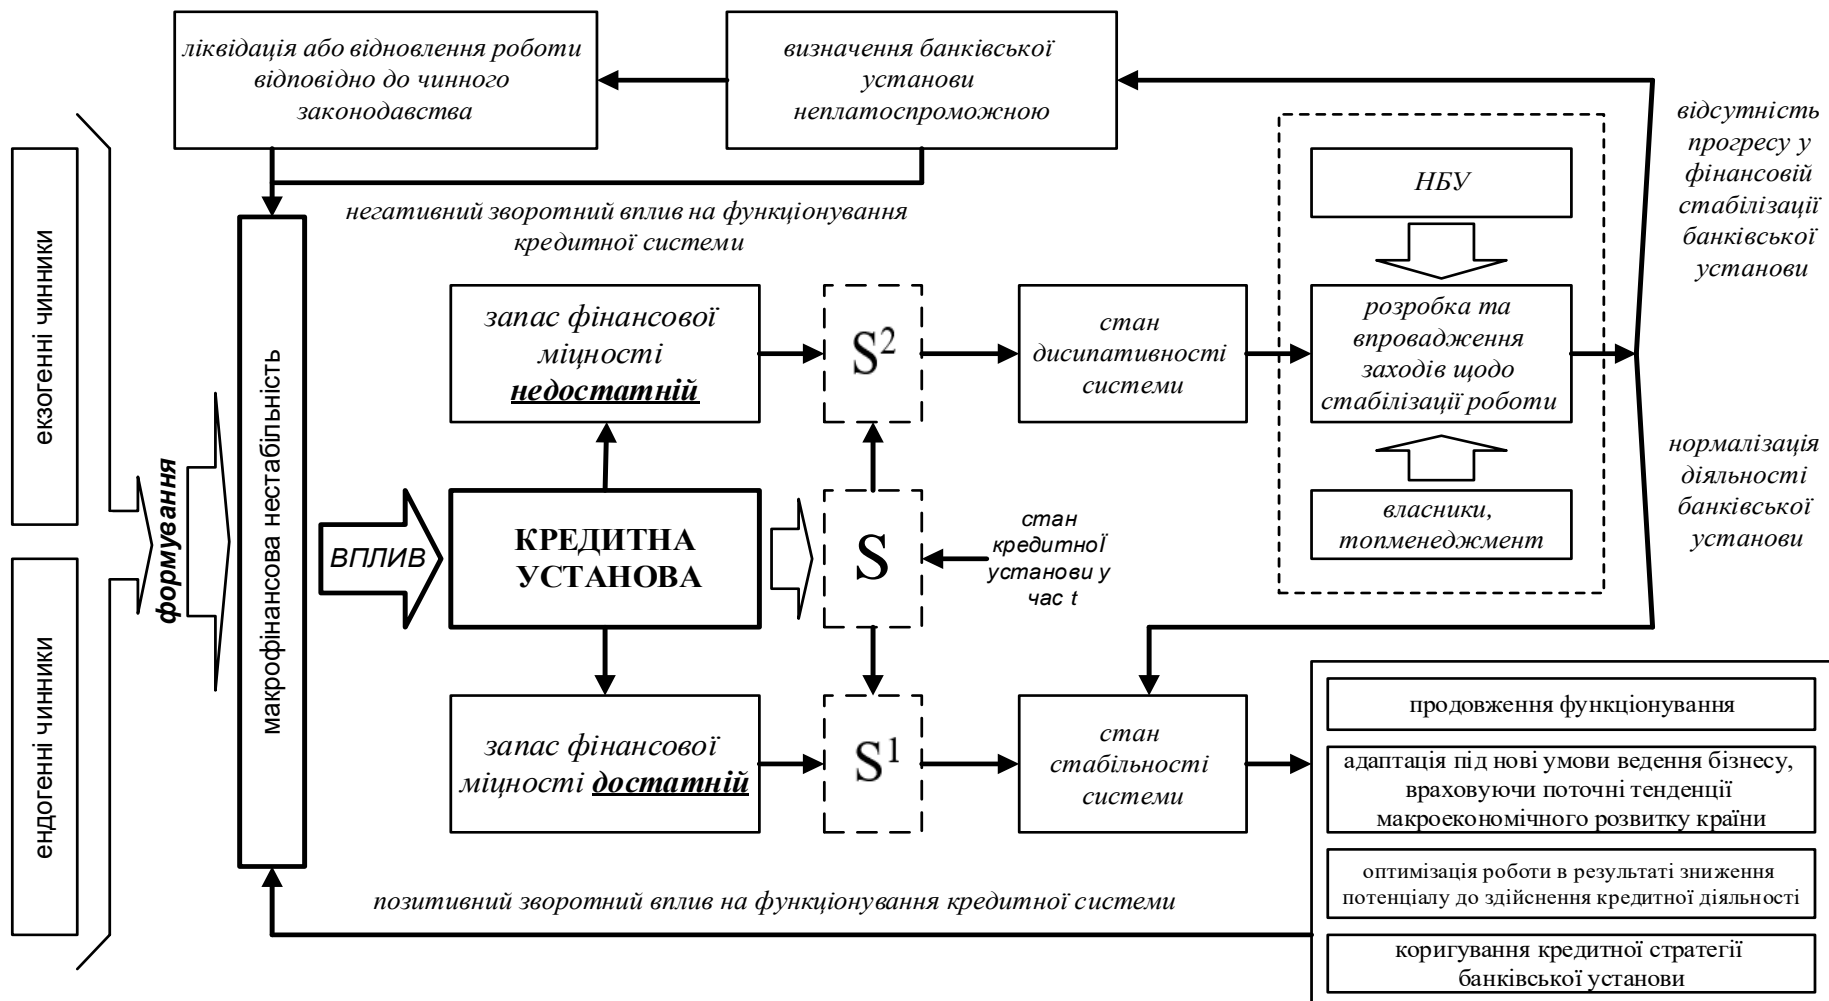 ліквідація або відновлення роботи
відповідно до чинного
законодавства
визначення банківської
установи
неплатоспроможною
відсутність
прогресу у
фінансовій
стабілізації
банківської
установи
екзогенні чинники
ендогенні чинники
формування
макрофінансова нестабільність
негативний зворотний вплив на функціонування
кредитної системи
НБУ
запас фінансової
міцності
недостатній
S²
стан
дисипативності
системи
розробка та
впровадження
заходів щодо
стабілізації роботи
власники,
топменеджмент
нормалізація
діяльності
банківської
установи
ВПЛИВ
КРЕДИТНА
УСТАНОВА
S
стан
кредитної
установи у
час t
запас фінансової
міцності достатній
S¹
стан
стабільності
системи
продовження функціонування
адаптація під нові умови ведення бізнесу,
враховуючи поточні тенденції
макроекономічного розвитку країни
оптимізація роботи в результаті зниження
потенціалу до здійснення кредитної діяльності
коригування кредитної стратегії
банківської установи
позитивний зворотний вплив на функціонування кредитної системи